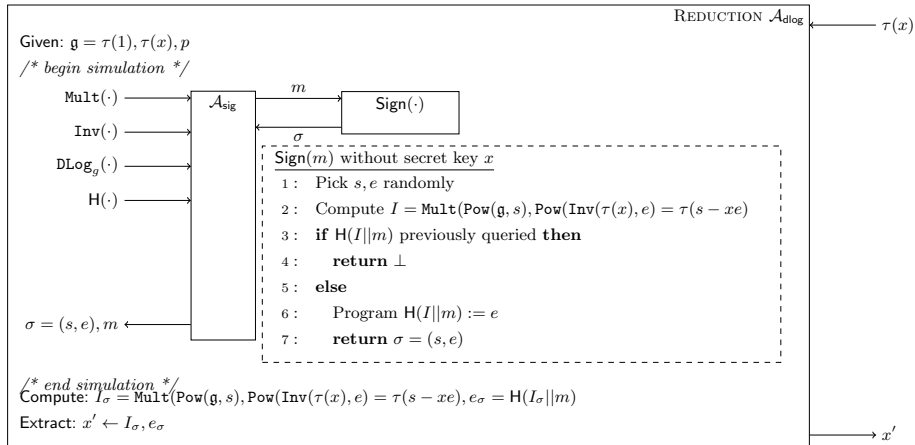 REDUCTION 𝒜_dlog
τ(x)
Given: 𝔤 = τ(1), τ(x), p
/* begin simulation */
Mult(·)
Inv(·)
DLog_g(·)
H(·)
𝒜_sig
m
σ
Sign(·)
Sign(m) without secret key x
1 : Pick s, e randomly
2 : Compute I = Mult(Pow(𝔤, s), Pow(Inv(τ(x), e) = τ(s − xe)
3 : if H(I||m) previously queried then
4 : return ⊥
5 : else
6 : Program H(I||m) := e
7 : return σ = (s, e)
σ = (s, e), m
/* end simulation */
Compute: I_σ = Mult(Pow(𝔤, s), Pow(Inv(τ(x), e) = τ(s − xe), e_σ = H(I_σ||m)
Extract: x′ ← I_σ, e_σ
x′